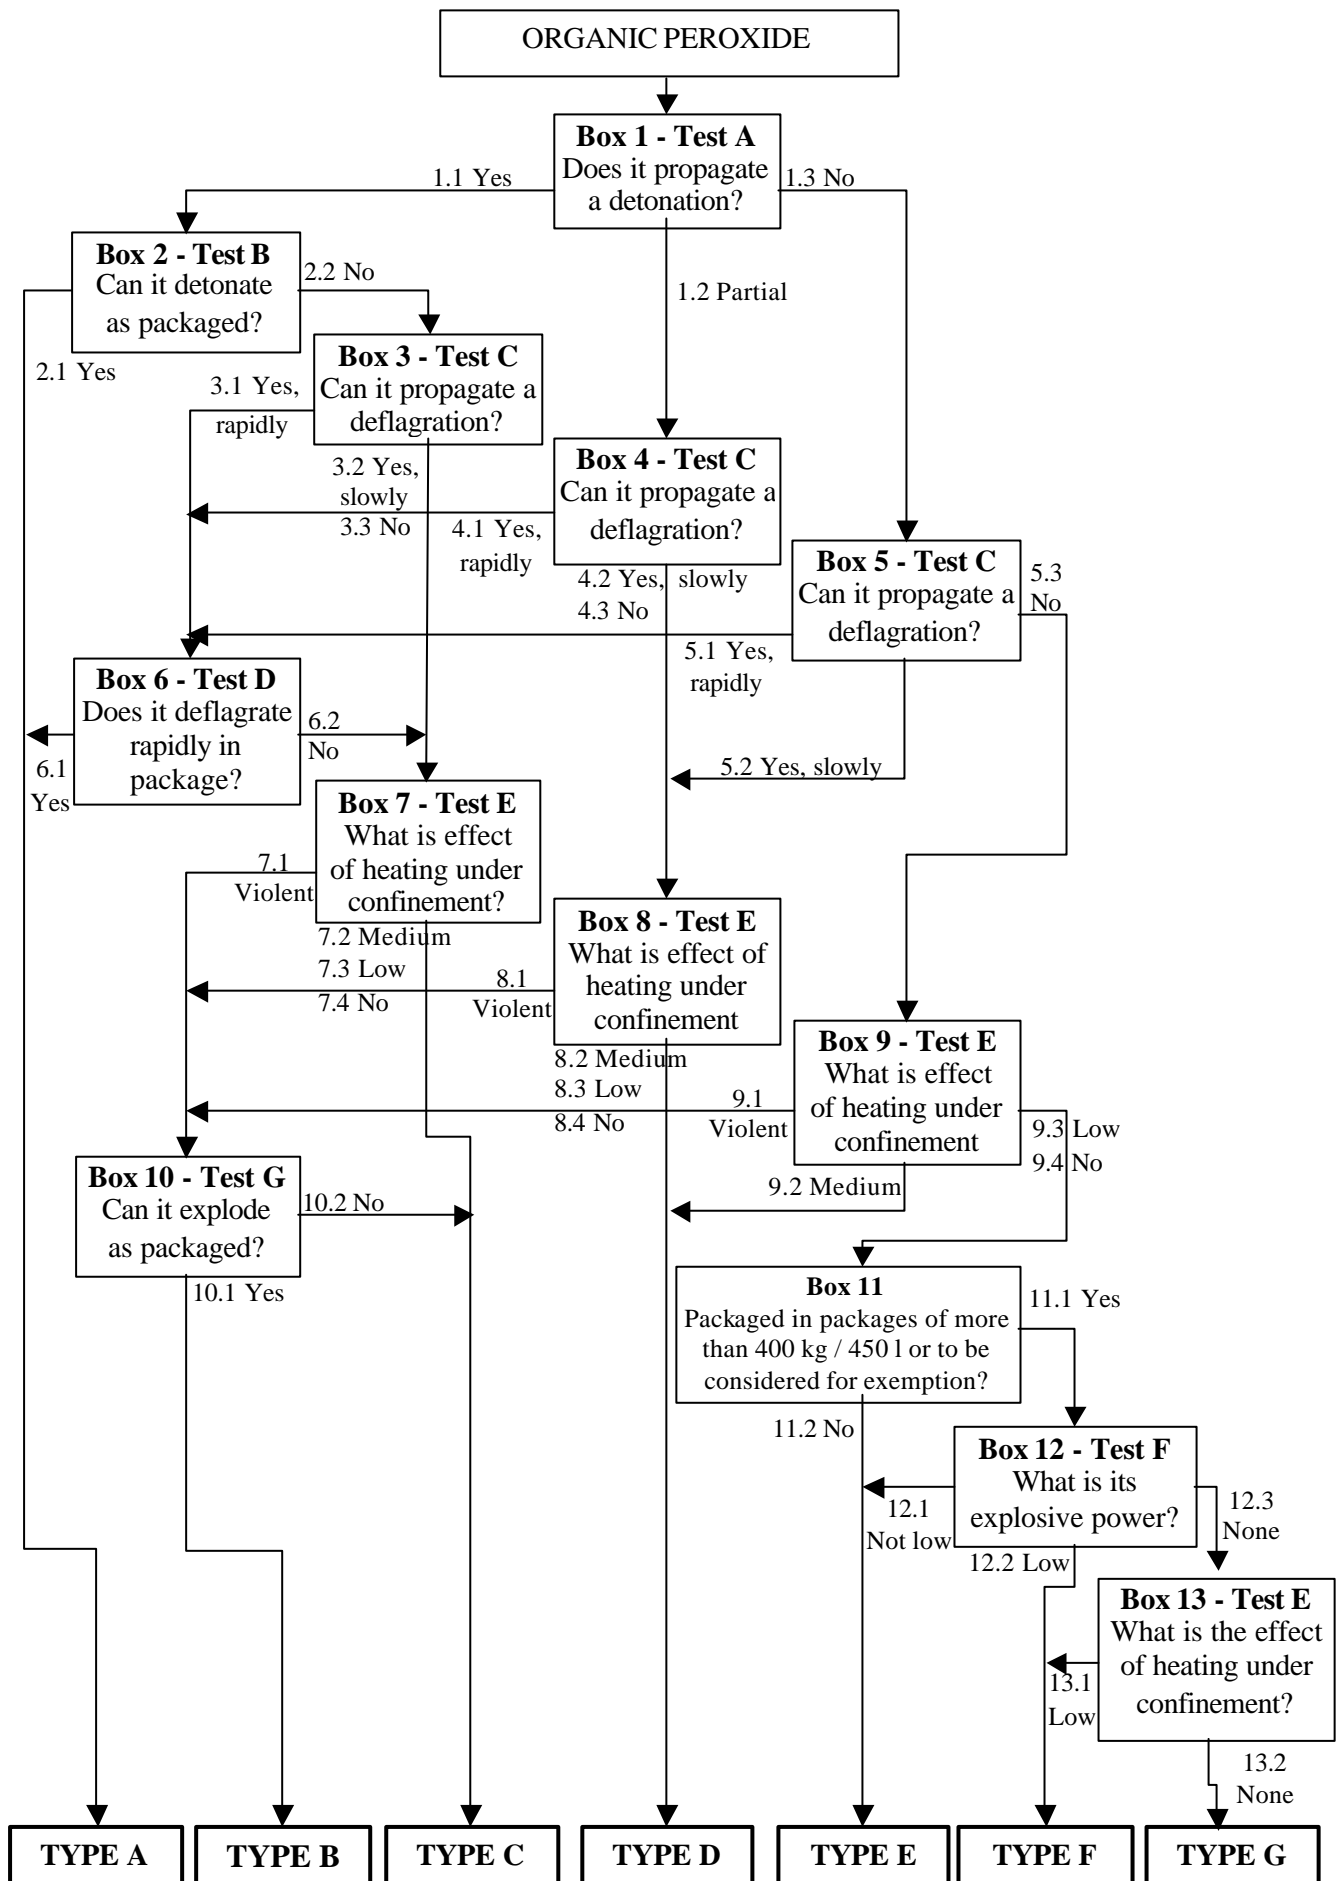 ORGANIC PEROXIDE
Box 1 - Test A
Does it propagate
a detonation?
1.1 Yes
1.3 No
1.2 Partial
Box 2 - Test B
Can it detonate
as packaged?
2.2 No
2.1 Yes
Box 3 - Test C
Can it propagate a
deflagration?
3.1 Yes,
rapidly
3.2 Yes,
slowly
3.3 No
Box 4 - Test C
Can it propagate a
deflagration?
4.1 Yes,
rapidly
4.2 Yes, slowly
4.3 No
Box 5 - Test C
Can it propagate a
deflagration?
5.3
No
5.1 Yes,
rapidly
5.2 Yes, slowly
Box 6 - Test D
Does it deflagrate
rapidly in
package?
6.2
No
6.1
Yes
Box 7 - Test E
What is effect
of heating under
confinement?
7.1
Violent
7.2 Medium
7.3 Low
7.4 No
Box 8 - Test E
What is effect of
heating under
confinement
8.1
Violent
8.2 Medium
8.3 Low
8.4 No
Box 9 - Test E
What is effect
of heating under
confinement
9.1
Violent
9.3 Low
9.4 No
9.2 Medium
Box 10 - Test G
Can it explode
as packaged?
10.2 No
10.1 Yes
Box 11
Packaged in packages of more
than 400 kg / 450 l or to be
considered for exemption?
11.1 Yes
11.2 No
Box 12 - Test F
What is its
explosive power?
12.1
Not low
12.3
None
12.2 Low
Box 13 - Test E
What is the effect
of heating under
confinement?
13.1
Low
13.2
None
TYPE A
TYPE B
TYPE C
TYPE D
TYPE E
TYPE F
TYPE G